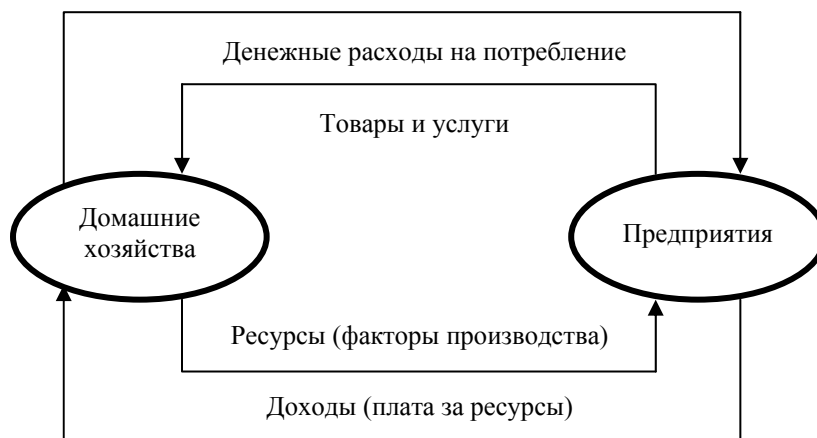 Денежные расходы на потребление
Товары и услуги
Домашние
хозяйства
Предприятия
Ресурсы (факторы производства)
Доходы (плата за ресурсы)